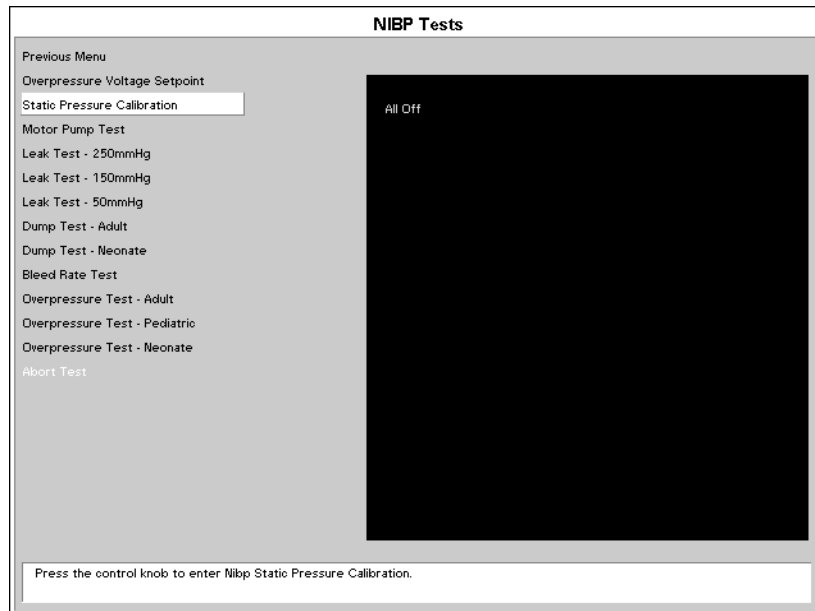 NIBP Tests
Previous Menu
Overpressure Voltage Setpoint
Static Pressure Calibration
All Off
Motor Pump Test
Leak Test - 250mmHg
Leak Test - 150mmHg
Leak Test - 50mmHg
Dump Test - Adult
Dump Test - Neonate
Bleed Rate Test
Overpressure Test - Adult
Overpressure Test - Pediatric
Overpressure Test - Neonate
Abort Test
Press the control knob to enter Nibp Static Pressure Calibration.